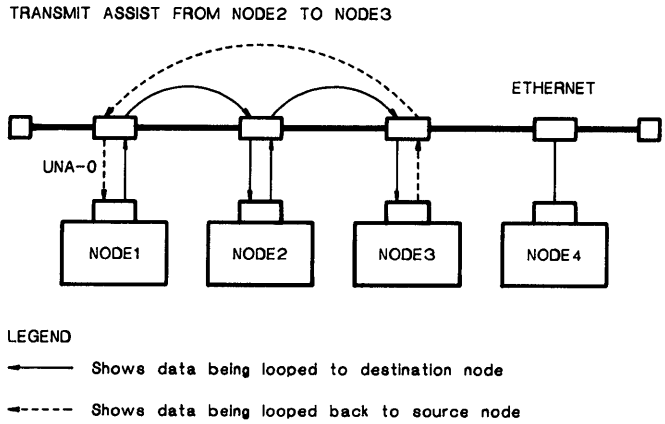 TRANSMIT ASSIST FROM NODE2 TO NODE3
ETHERNET
UNA-0
NODE1
NODE2
NODE3
NODE4
LEGEND
Shows data being looped to destination node
Shows data being looped back to source node